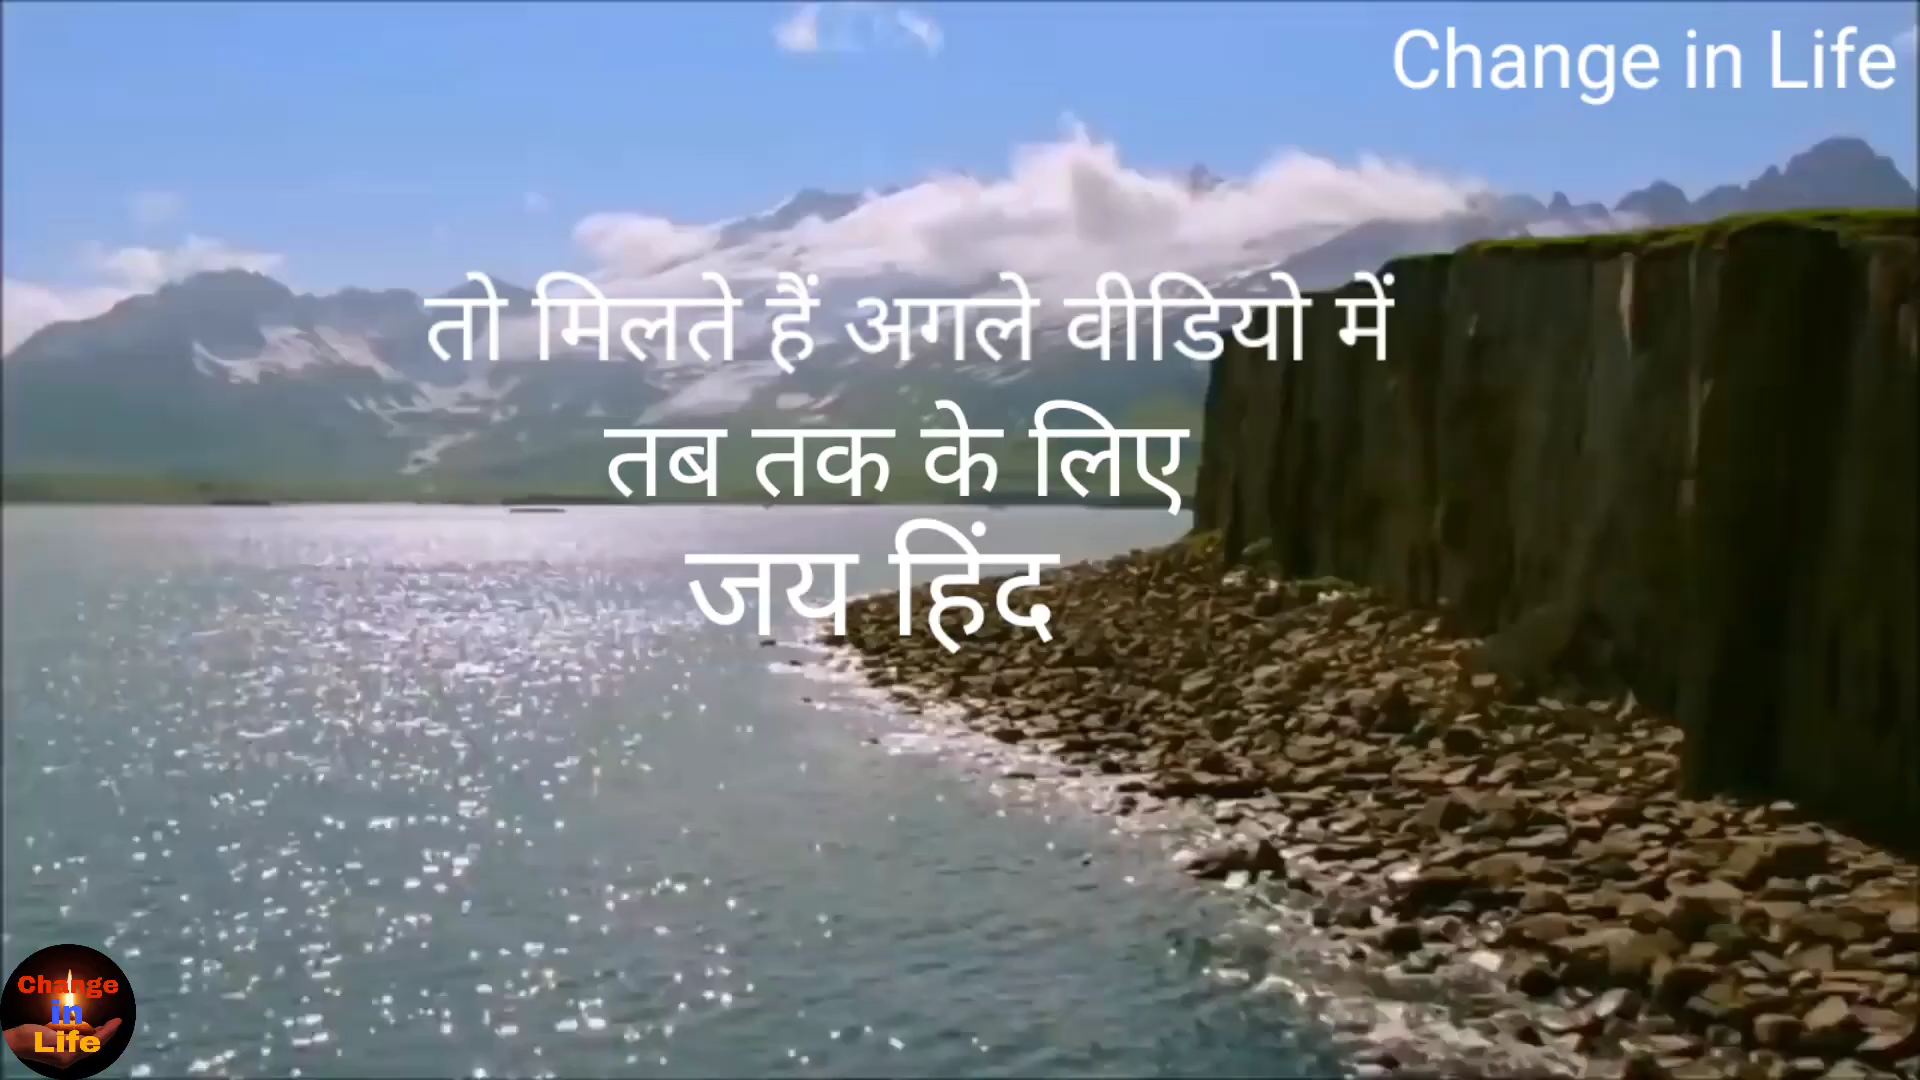 Change in Life
तो मिलते हैं अगले वीडियो में
तब तक के लिए
जय हिंद
Change
in
Life